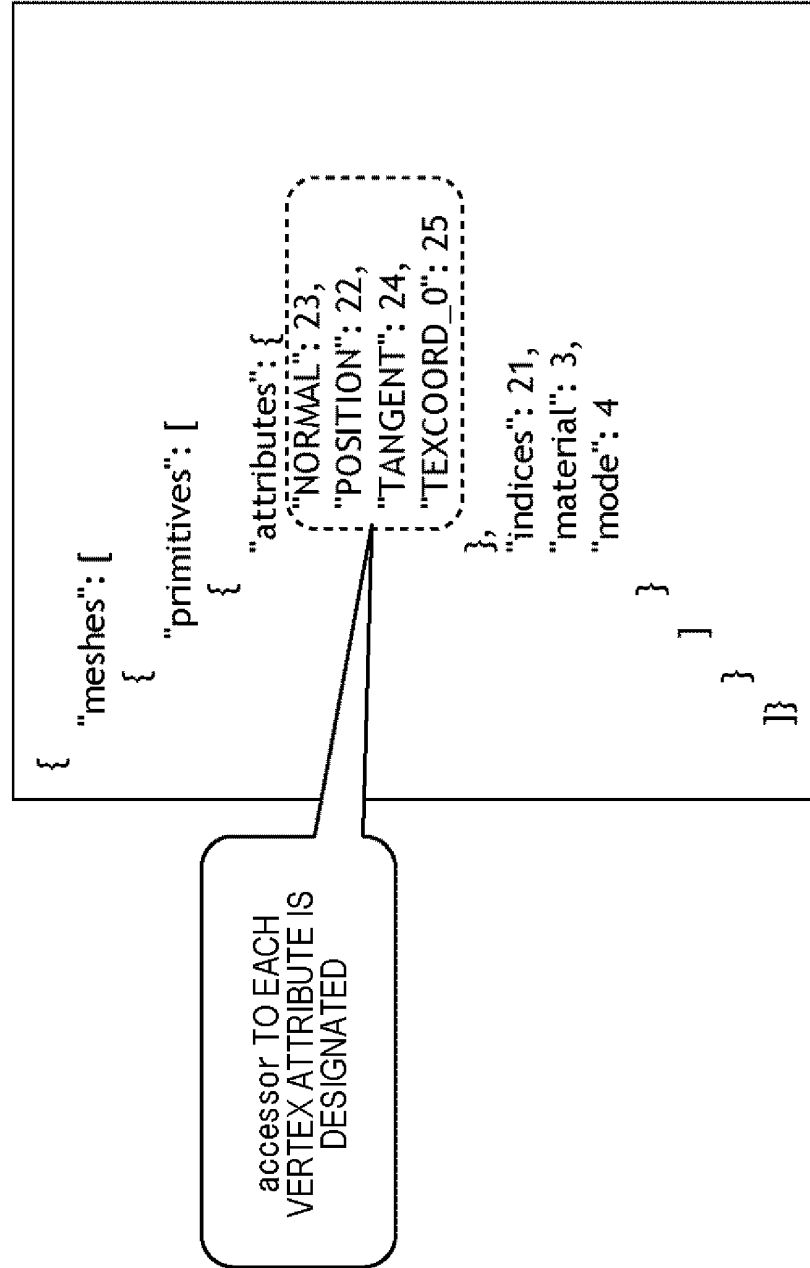 {
"meshes": [
{
"primitives": [
{
"attributes": {
"NORMAL": 23,
"POSITION": 22,
"TANGENT": 24,
"TEXCOORD_0": 25
},
"indices": 21,
"material": 3,
"mode": 4
}
]
}
]}
accessor TO EACH
VERTEX ATTRIBUTE IS
DESIGNATED